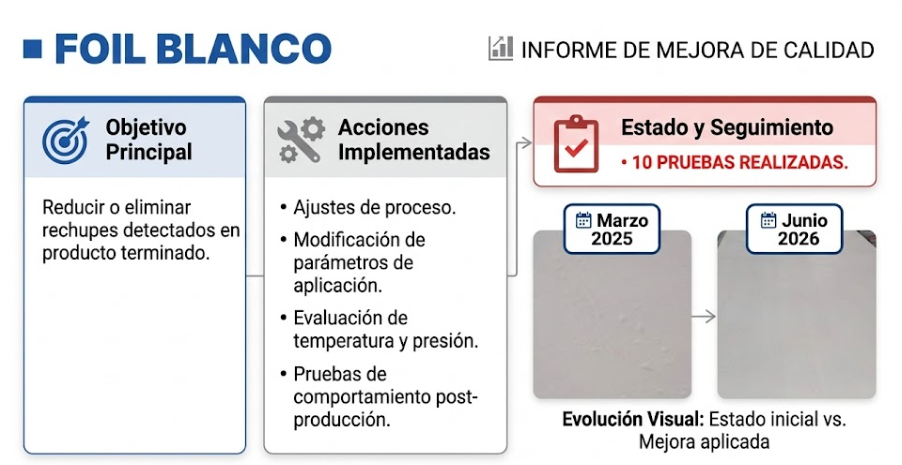 FOIL BLANCO
INFORME DE MEJORA DE CALIDAD
Objetivo
Principal
Reducir o eliminar
rechupes detectados en
producto terminado.
Acciones
Implementadas
• Ajustes de proceso.
• Modificación de
parámetros de
aplicación.
• Evaluación de
temperatura y presión.
• Pruebas de
comportamiento post-
producción.
Estado y Seguimiento
• 10 PRUEBAS REALIZADAS.
Marzo
2025
Junio
2026
Evolución Visual: Estado inicial vs.
Mejora aplicada